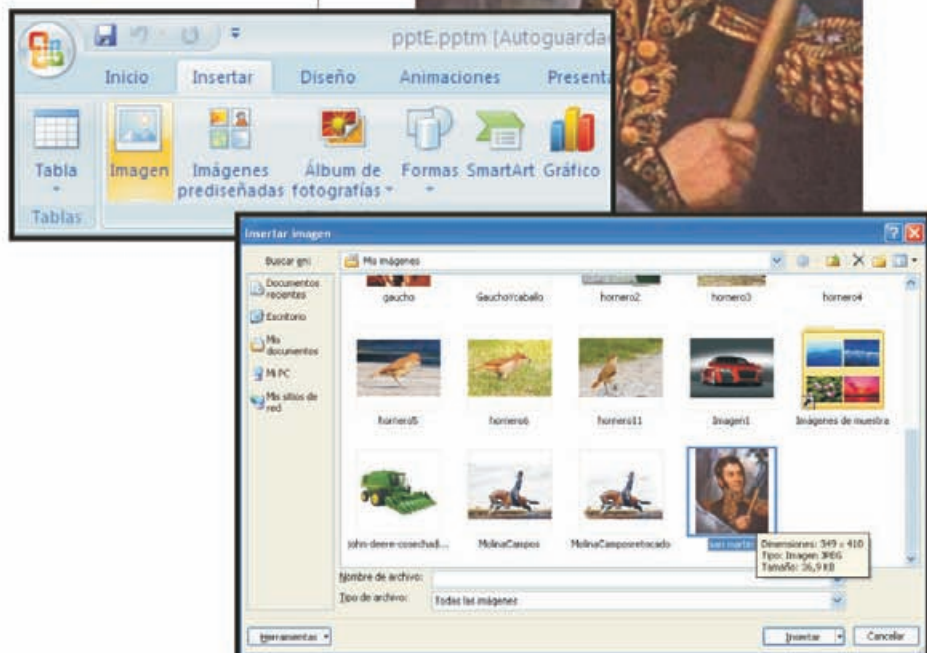 pptE.pptm [Autoguarda
Inicio Insertar Diseño Animaciones Presenta
Tabla Imagen Imágenes prediseñadas Álbum de fotografías Formas SmartArt Gráfico
Tablas
Insertar imagen
Buscar en: Mis imágenes
Documentos recientes
Escritorio
Mis documentos
Mi PC
Mis sitios de red
gaucho GauchoYcaballo hornero2 hornero3 hornero4
hornero5 hornero6 hornero11 Imagen1 Imágenes de muestra
john-deere-cosechadi... MolinaCampos MolinaCamposretocado san martin
Dimensiones: 349 x 410
Tipo: Imagen JPEG
Tamaño: 36,9 KB
Nombre de archivo:
Tipo de archivo: Todas las imágenes
Herramientas Insertar Cancelar